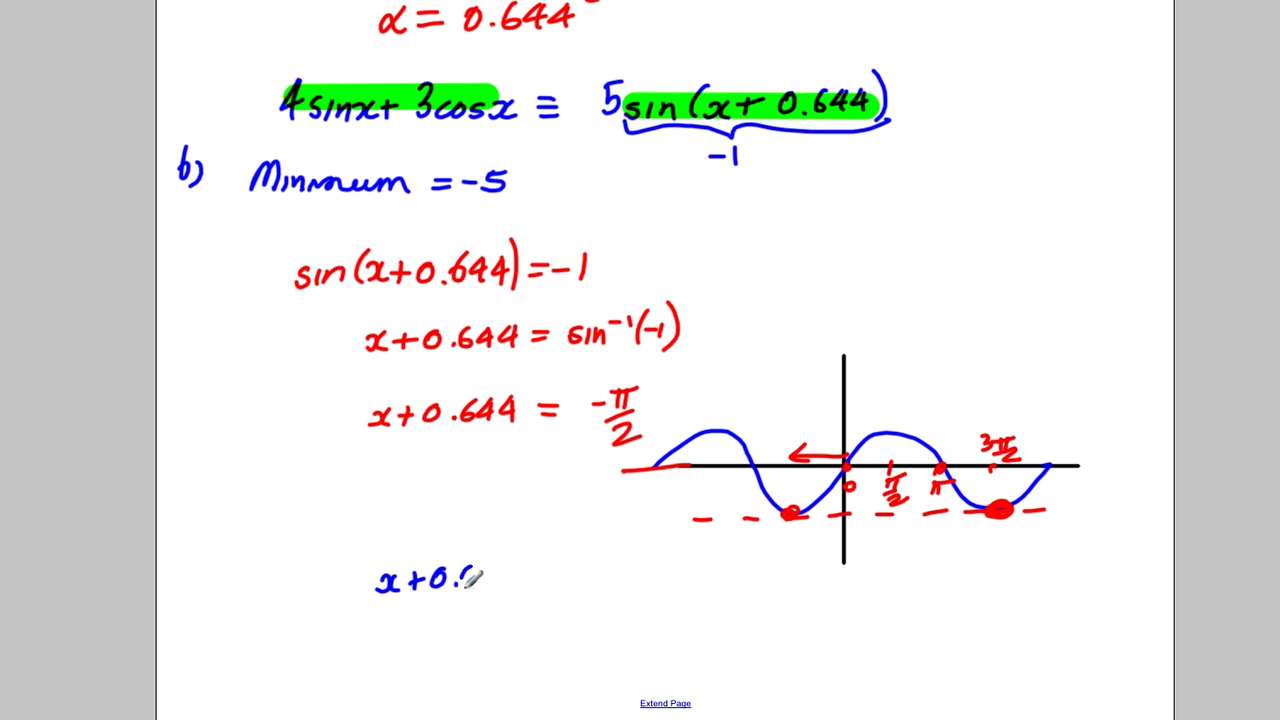 α = 0.644
4sinx + 3cosx ≡ 5sin(x + 0.644)
-1
b) Minimum = -5
sin(x+0.644) = -1
x+0.644 = sin⁻¹(-1)
x+0.644 = -π/2
3π/2
0 π/2 π
x+0.
Extend Page